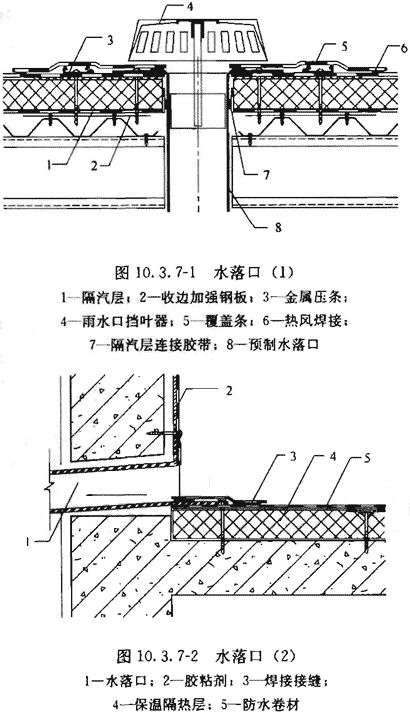 4
3
5
6
1
2
7
8
图 10.3.7-1 水落口（1）
1—隔汽层；2—收边加强钢板；3—金属压条；
4—雨水口挡叶器；5—覆盖条；6—热风焊接；
7—隔汽层连接胶带；8—预制水落口
2
3
4
5
1
图 10.3.7-2 水落口（2）
1—水落口；2—胶粘剂；3—焊接接缝；
4—保温隔热层；5—防水卷材